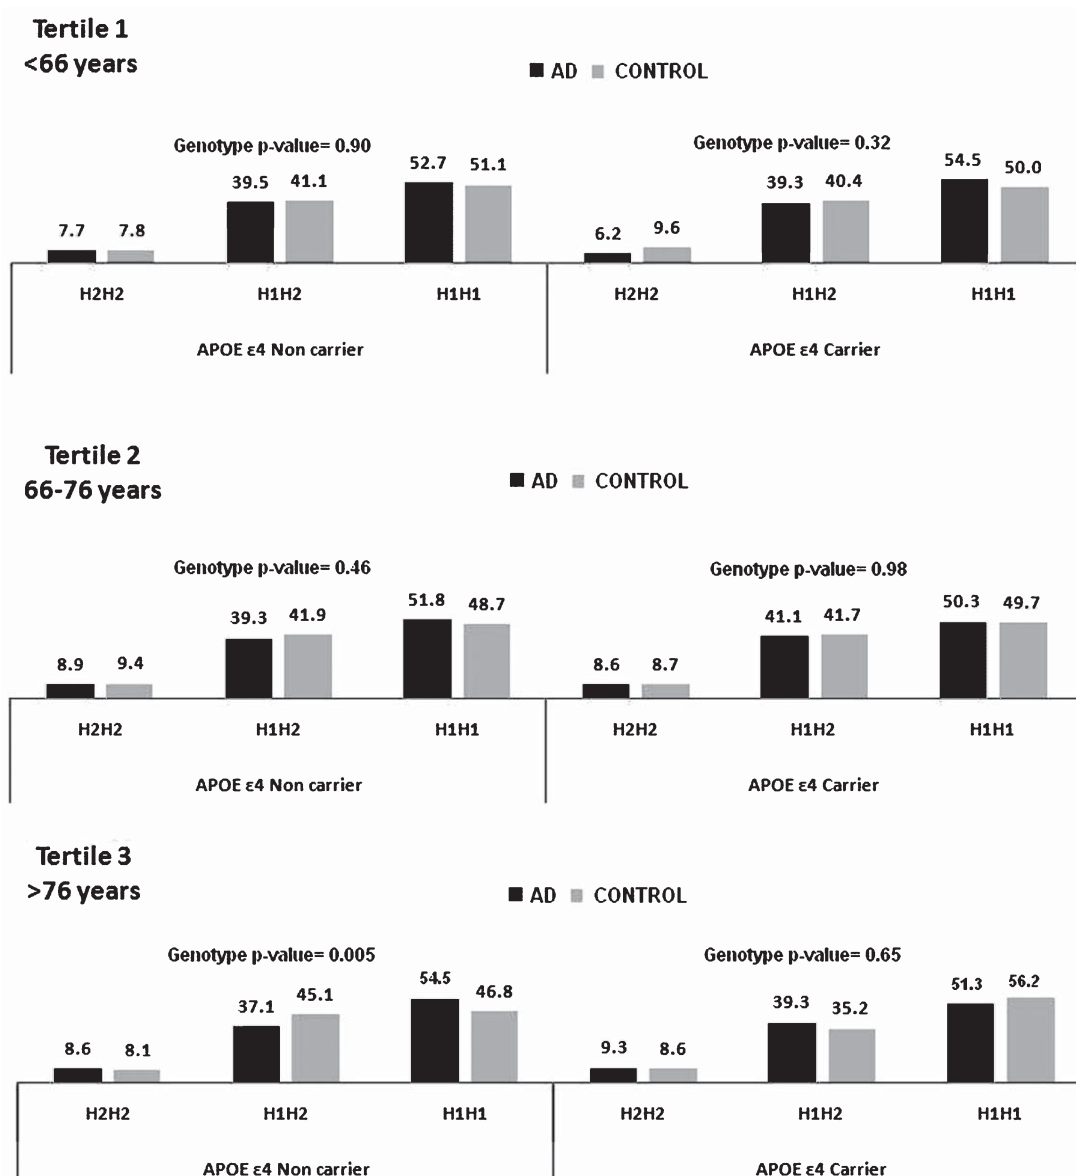 Tertile 1
<66 years
AD CONTROL
Genotype p-value= 0.90
Genotype p-value= 0.32
7.7 7.8 39.5 41.1 52.7 51.1 6.2 9.6 39.3 40.4 54.5 50.0
H2H2 H1H2 H1H1 H2H2 H1H2 H1H1
APOE ε4 Non carrier APOE ε4 Carrier
Tertile 2
66-76 years
AD CONTROL
Genotype p-value= 0.46
Genotype p-value= 0.98
8.9 9.4 39.3 41.9 51.8 48.7 8.6 8.7 41.1 41.7 50.3 49.7
H2H2 H1H2 H1H1 H2H2 H1H2 H1H1
APOE ε4 Non carrier APOE ε4 Carrier
Tertile 3
>76 years
AD CONTROL
Genotype p-value= 0.005
Genotype p-value= 0.65
8.6 8.1 37.1 45.1 54.5 46.8 9.3 8.6 39.3 35.2 51.3 56.2
H2H2 H1H2 H1H1 H2H2 H1H2 H1H1
APOE ε4 Non carrier APOE ε4 Carrier